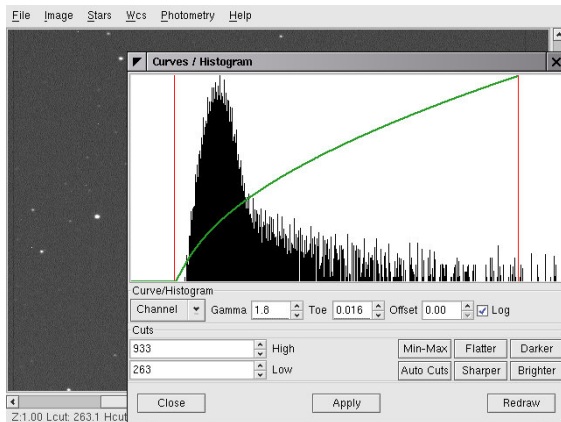 File Image Stars Wcs Photometry Help
Curves / Histogram
Curve/Histogram
Channel Gamma 1.8 Toe 0.016 Offset 0.00 Log
Cuts
933 High Min-Max Flatter Darker
263 Low Auto Cuts Sharper Brighter
Close Apply Redraw
Z:1.00 Lcut: 263.1 Hcut